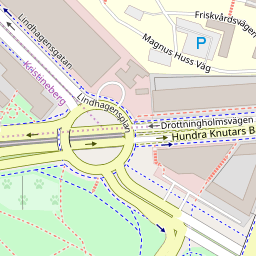 Friskvårdsvägen
Lindhagensgatan
Magnus Huss Väg
P
Kristineberg
Lindhagensplan
Drottningholmsvägen
Hundra Knutars B